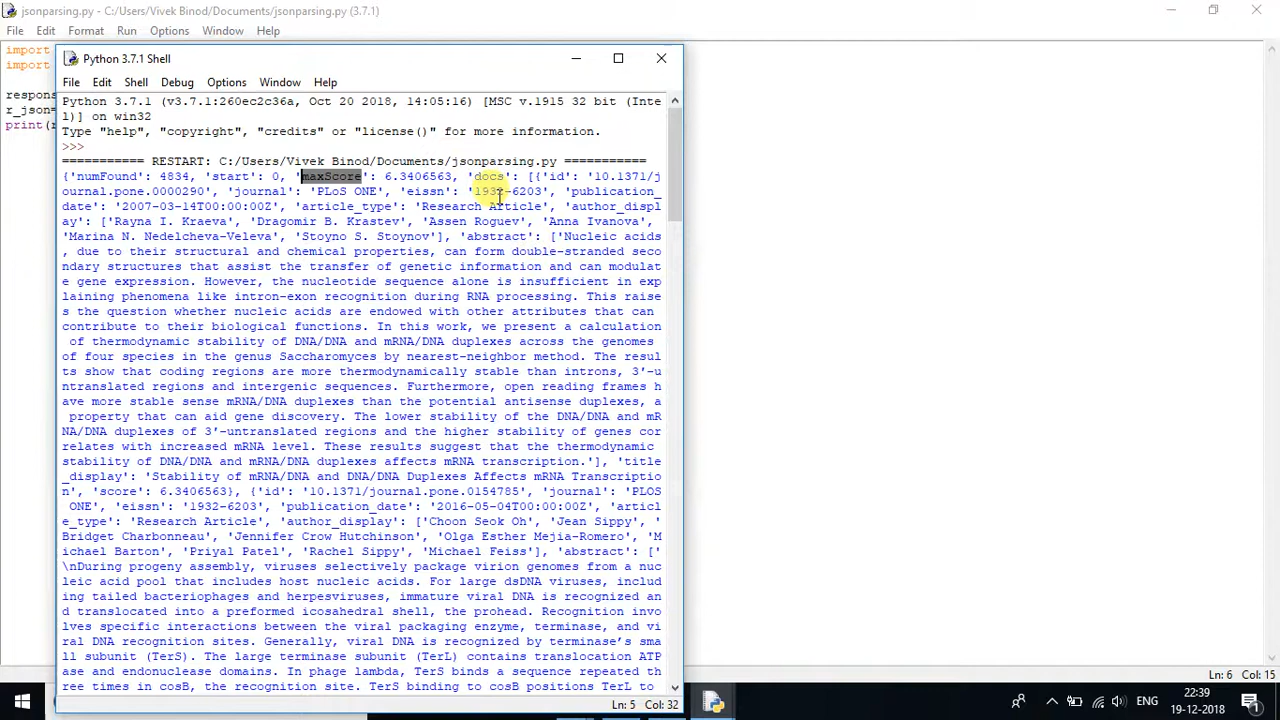 jsonparsing.py - C:/Users/Vivek Binod/Documents/jsonparsing.py (3.7.1)
File Edit Format Run Options Window Help
import
import
respons
r_json=
print(r
Python 3.7.1 Shell
File Edit Shell Debug Options Window Help
Python 3.7.1 (v3.7.1:260ec2c36a, Oct 20 2018, 14:05:16) [MSC v.1915 32 bit (Inte
l)] on win32
Type "help", "copyright", "credits" or "license()" for more information.
>>>
=========== RESTART: C:/Users/Vivek Binod/Documents/jsonparsing.py ===========
{'numFound': 4834, 'start': 0, 'maxScore': 6.3406563, 'docs': [{'id': '10.1371/j
ournal.pone.0000290', 'journal': 'PLoS ONE', 'eissn': '1932-6203', 'publication_
date': '2007-03-14T00:00:00Z', 'article_type': 'Research Article', 'author_displ
ay': ['Rayna I. Kraeva', 'Dragomir B. Krastev', 'Assen Roguev', 'Anna Ivanova',
'Marina N. Nedelcheva-Veleva', 'Stoyno S. Stoynov'], 'abstract': ['Nucleic acids
, due to their structural and chemical properties, can form double-stranded seco
ndary structures that assist the transfer of genetic information and can modulat
e gene expression. However, the nucleotide sequence alone is insufficient in exp
laining phenomena like intron-exon recognition during RNA processing. This raise
s the question whether nucleic acids are endowed with other attributes that can
contribute to their biological functions. In this work, we present a calculation
of thermodynamic stability of DNA/DNA and mRNA/DNA duplexes across the genomes
of four species in the genus Saccharomyces by nearest-neighbor method. The resul
ts show that coding regions are more thermodynamically stable than introns, 3′-u
ntranslated regions and intergenic sequences. Furthermore, open reading frames h
ave more stable sense mRNA/DNA duplexes than the potential antisense duplexes, a
property that can aid gene discovery. The lower stability of the DNA/DNA and mR
NA/DNA duplexes of 3′-untranslated regions and the higher stability of genes cor
relates with increased mRNA level. These results suggest that the thermodynamic
stability of DNA/DNA and mRNA/DNA duplexes affects mRNA transcription.'], 'title
_display': 'Stability of mRNA/DNA and DNA/DNA Duplexes Affects mRNA Transcriptio
n', 'score': 6.3406563}, {'id': '10.1371/journal.pone.0154785', 'journal': 'PLOS
ONE', 'eissn': '1932-6203', 'publication_date': '2016-05-04T00:00:00Z', 'articl
e_type': 'Research Article', 'author_display': ['Choon Seok Oh', 'Jean Sippy', '
Bridget Charbonneau', 'Jennifer Crow Hutchinson', 'Olga Esther Mejia-Romero', 'M
ichael Barton', 'Priyal Patel', 'Rachel Sippy', 'Michael Feiss'], 'abstract': ['
\nDuring progeny assembly, viruses selectively package virion genomes from a nuc
leic acid pool that includes host nucleic acids. For large dsDNA viruses, includ
ing tailed bacteriophages and herpesviruses, immature viral DNA is recognized an
d translocated into a preformed icosahedral shell, the prohead. Recognition invo
lves specific interactions between the viral packaging enzyme, terminase, and vi
ral DNA recognition sites. Generally, viral DNA is recognized by terminase's sma
ll subunit (TerS). The large terminase subunit (TerL) contains translocation ATP
ase and endonuclease domains. In phage lambda, TerS binds a sequence repeated th
ree times in cosB, the recognition site. TerS binding to cosB positions TerL to
Ln: 5 Col: 32
Ln: 6 Col: 15
ENG
22:39
19-12-2018
1